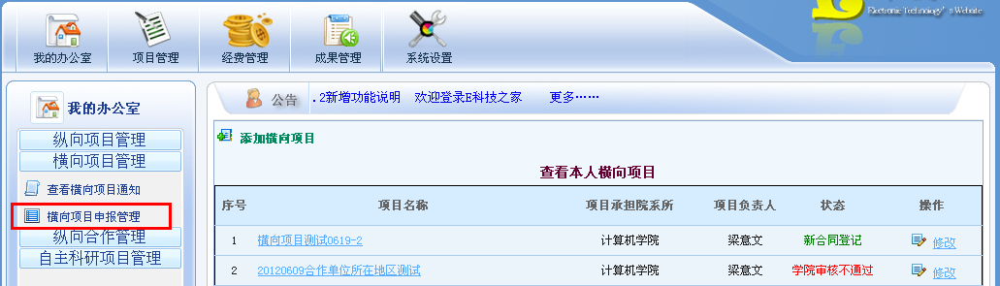 Electronic Technology's Website
我的办公室 项目管理 经费管理 成果管理 系统设置
公告 .2新增功能说明 欢迎登录E科技之家 更多……
我的办公室
纵向项目管理
横向项目管理
查看横向项目通知
横向项目申报管理
纵向合作管理
自主科研项目管理
添加横向项目
查看本人横向项目
序号 项目名称 项目承担院系所 项目负责人 状态 操作
1 横向项目测试0619-2 计算机学院 梁意文 新合同登记 修改
2 20120609合作单位所在地区测试 计算机学院 梁意文 学院审核不通过 修改